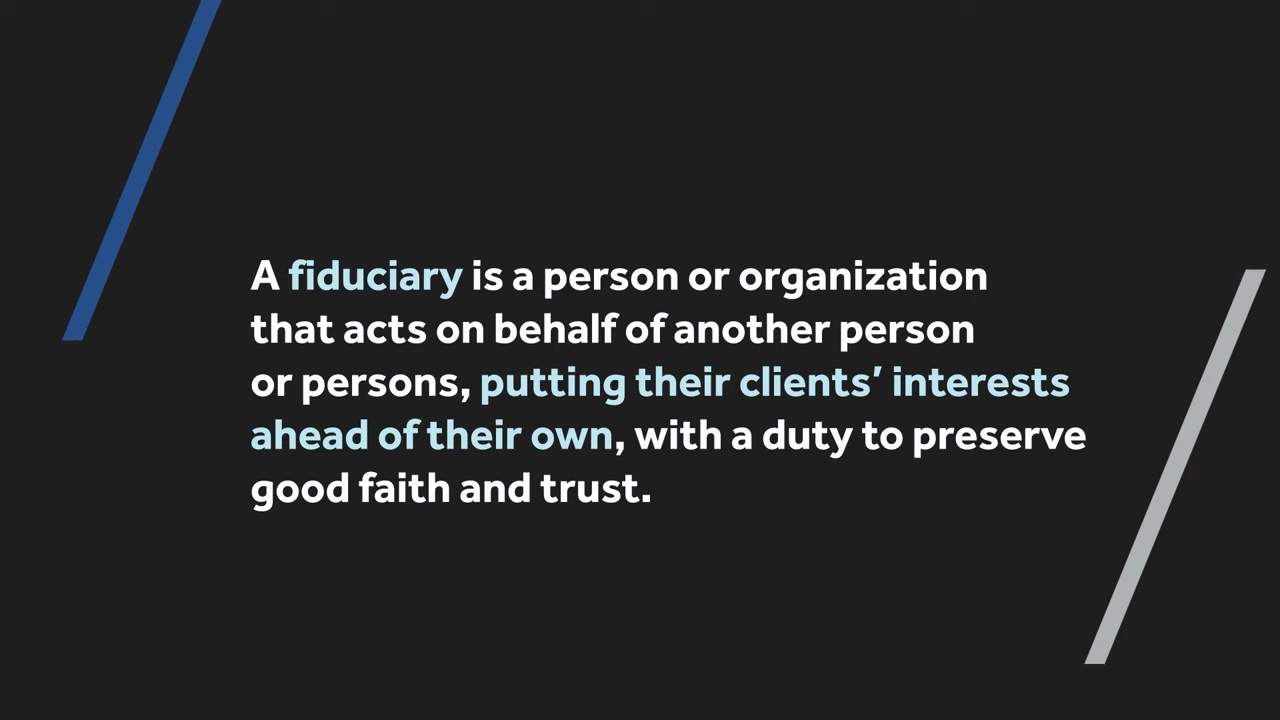 A fiduciary is a person or organization
that acts on behalf of another person
or persons, putting their clients’ interests
ahead of their own, with a duty to preserve
good faith and trust.